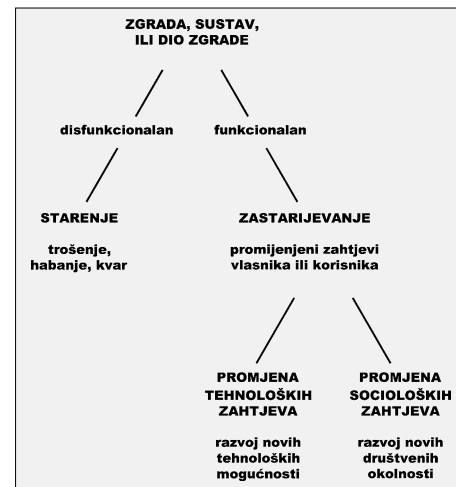 ZGRADA, SUSTAV,
ILI DIO ZGRADE
disfunkcionalan
funkcionalan
STARENJE
trošenje,
habanje, kvar
ZASTARIJEVANJE
promijenjeni zahtjevi
vlasnika ili korisnika
PROMJENA
TEHNOLOŠKIH
ZAHTJEVA
razvoj novih
tehnoloških
mogućnosti
PROMJENA
SOCIOLOŠKIH
ZAHTJEVA
razvoj novih
društvenih
okolnosti